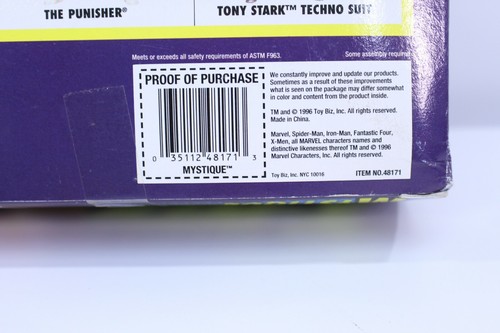 THE PUNISHER®
TONY STARK™ TECHNO SUIT
Meets or exceeds all safety requirements of ASTM F963.
Some assembly required
PROOF OF PURCHASE
0 35112 48171 3
MYSTIQUE™
We constantly improve and update our products.
Sometimes as a result of these improvements
what is seen on the package may differ somewhat
in color and content from the product inside.
TM and © 1996 Toy Biz, Inc. All rights reserved.
Made in China.
Marvel, Spider-Man, Iron-Man, Fantastic Four,
X-Men, all MARVEL characters names and
distinctive likenesses thereof TM and © 1996
Marvel Characters, Inc. All rights reserved.
Toy Biz, Inc. NYC 10016
ITEM NO.48171